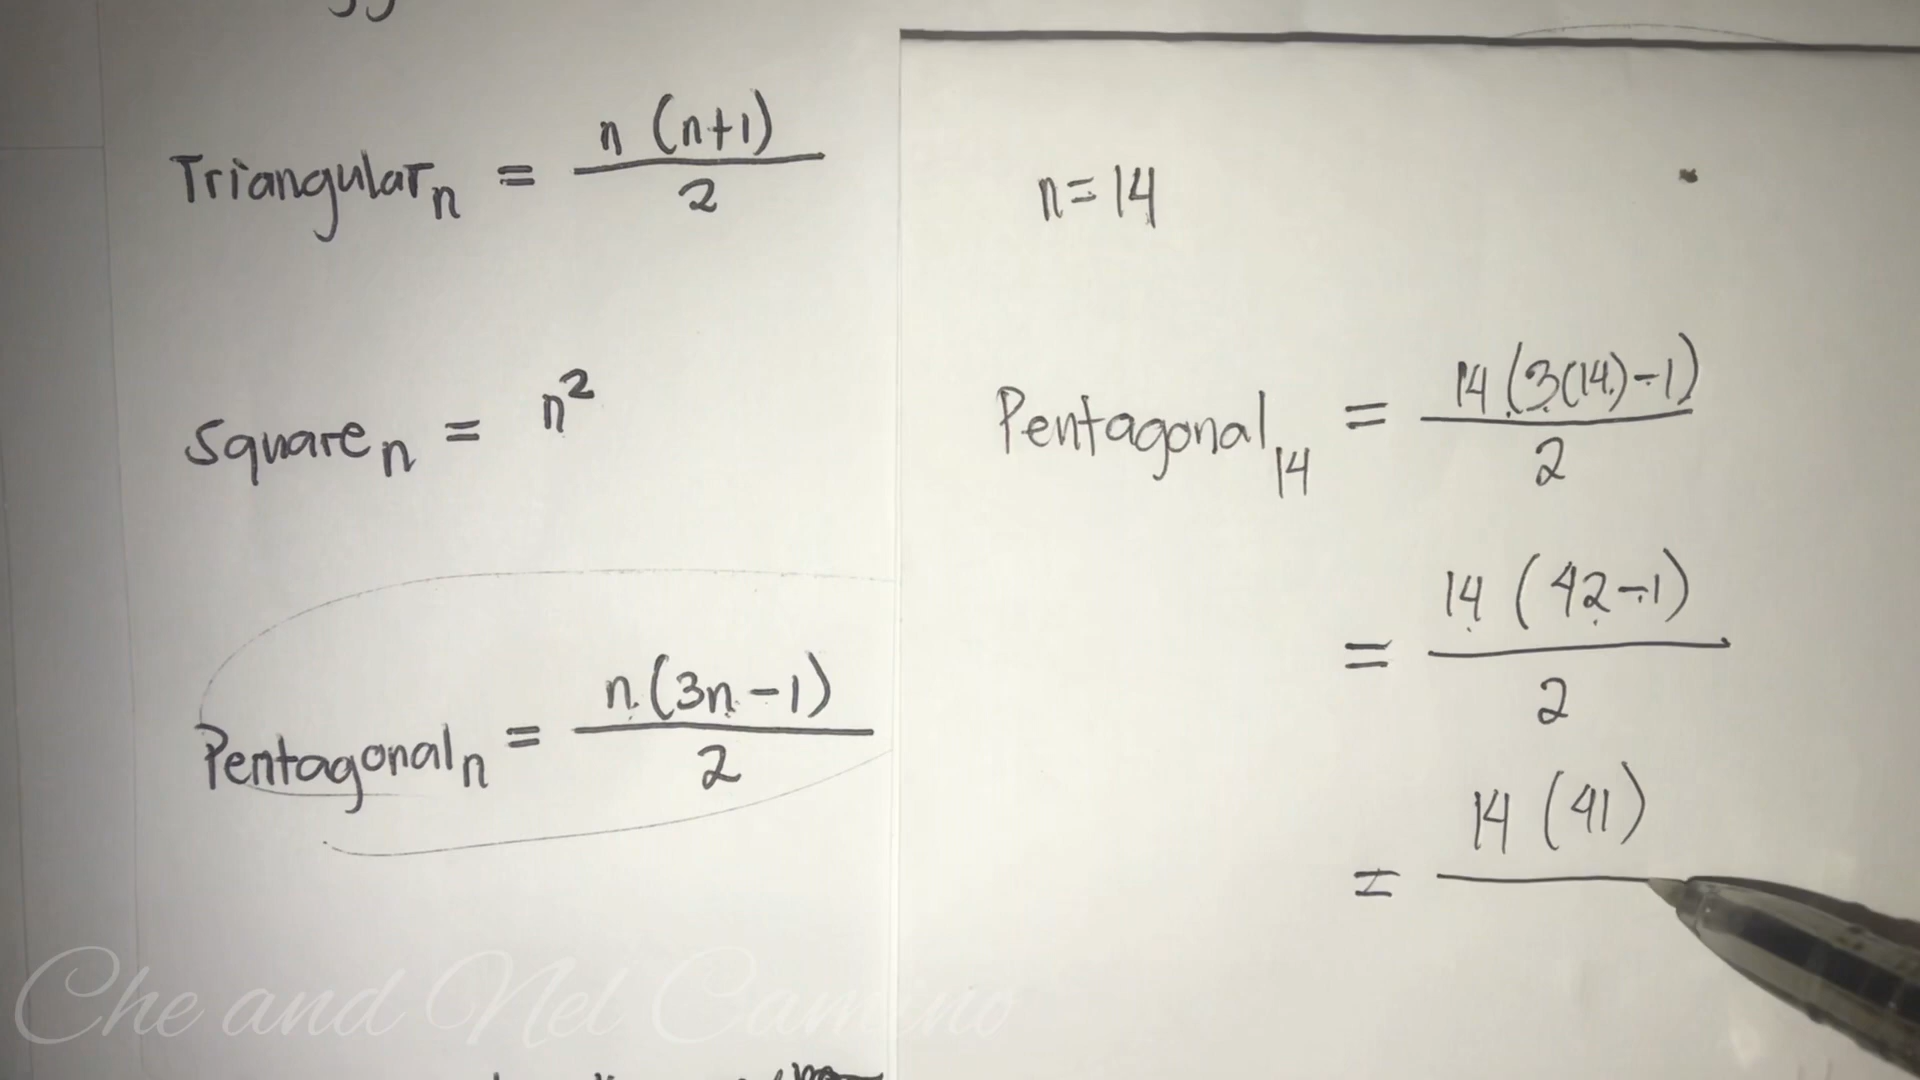 Triangular_n = n (n+1) / 2
Square_n = n²
Pentagonal_n = n (3n - 1) / 2
n = 14
Pentagonal_14 = 14 (3(14) - 1) / 2
= 14 (42 - 1) / 2
= 14 (41)
Che and Nel Camino